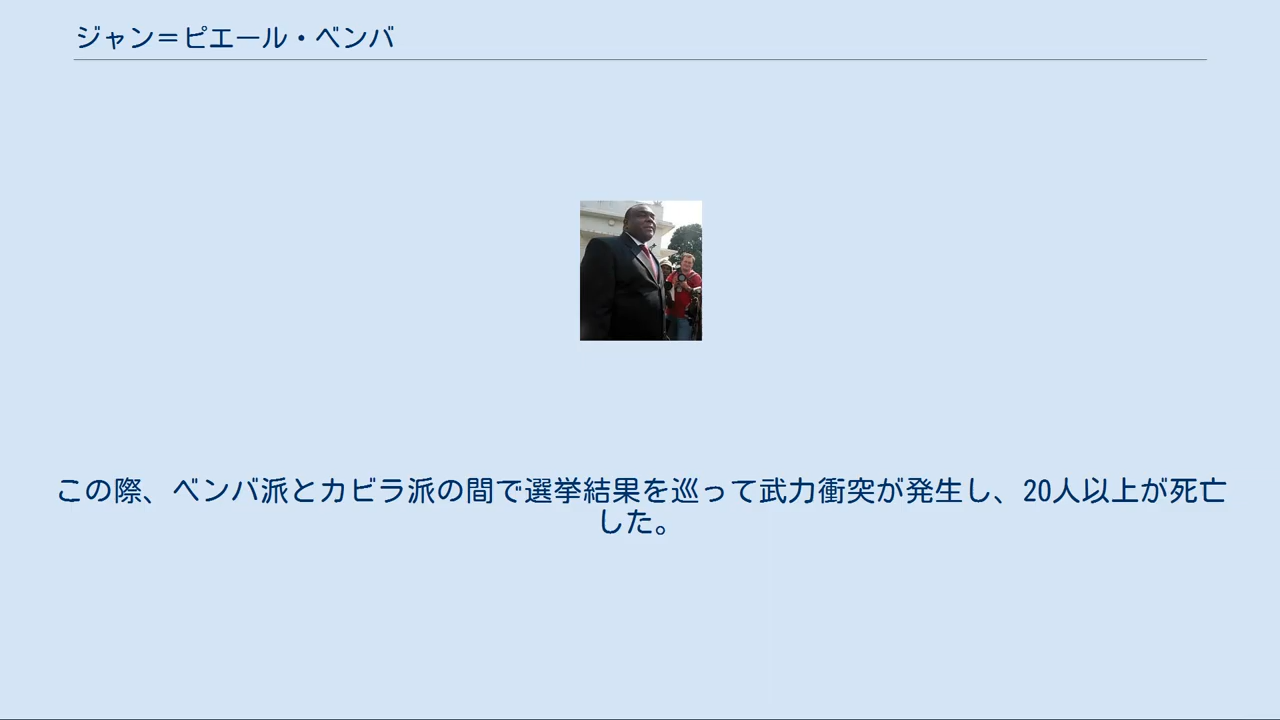 ジャン＝ピエール・ベンバ
この際、ベンバ派とカビラ派の間で選挙結果を巡って武力衝突が発生し、20人以上が死亡
した。